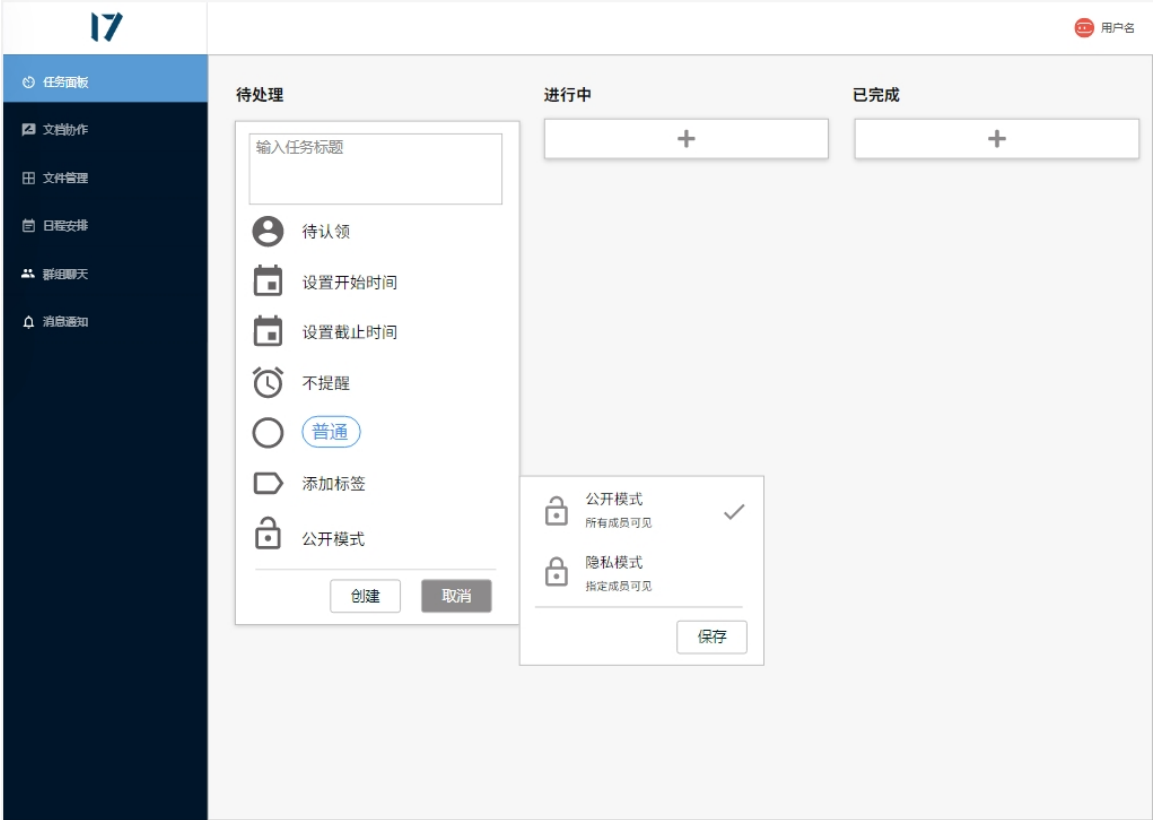 17
用户名
任务面板
文档协作
文件管理
日程安排
群组聊天
消息通知
待处理
进行中
已完成
输入任务标题
待认领
设置开始时间
设置截止时间
不提醒
普通
添加标签
公开模式
创建
取消
公开模式
所有成员可见
隐私模式
指定成员可见
保存